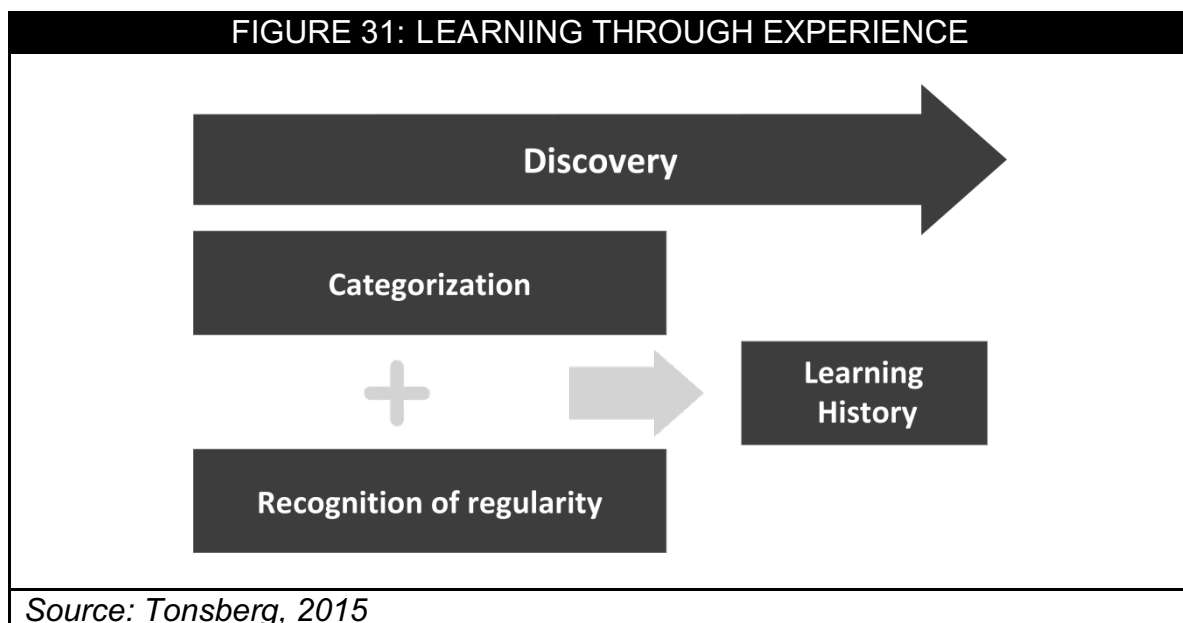 FIGURE 31: LEARNING THROUGH EXPERIENCE
Discovery
Categorization
+
Learning
History
Recognition of regularity
Source: Tonsberg, 2015